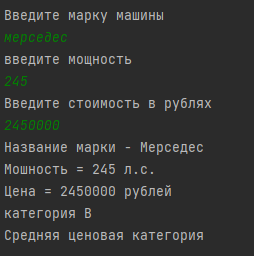 Введите марку машины
мерседес
введите мощность
245
Введите стоимость в рублях
2450000
Название марки - Мерседес
Мошность = 245 л.с.
Цена = 2450000 рублей
категория B
Средняя ценовая категория